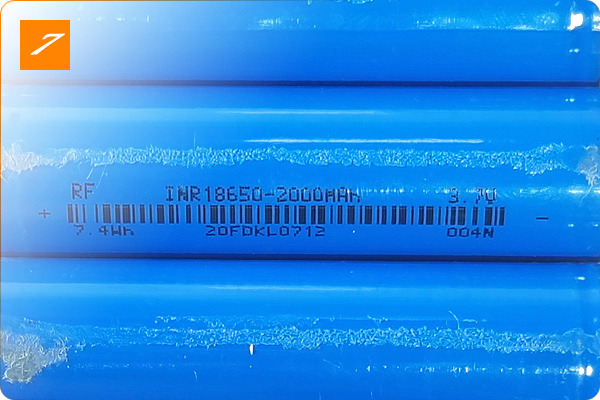 RF INR18650-2000MAH 3.7V
+ -
7.4Wh 20FDKL0712 004N